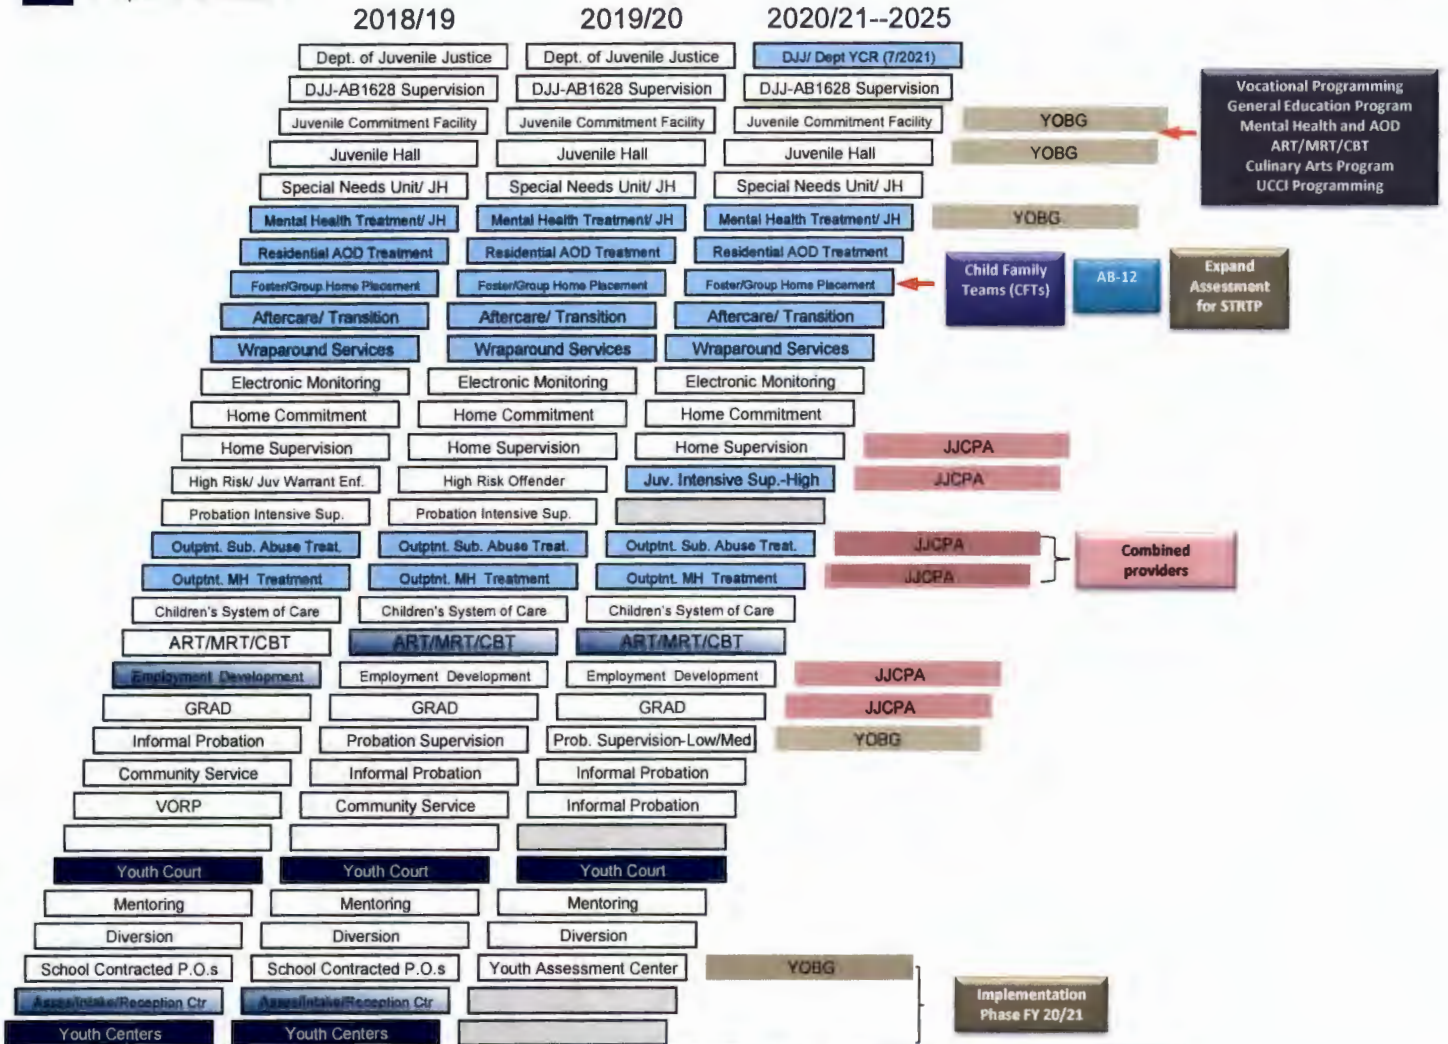 2018/19 2019/20 2020/21--2025
Dept. of Juvenile Justice Dept. of Juvenile Justice DJJ/ Dept YCR (7/2021)
DJJ-AB1628 Supervision DJJ-AB1628 Supervision DJJ-AB1628 Supervision
Juvenile Commitment Facility Juvenile Commitment Facility Juvenile Commitment Facility YOBG
Juvenile Hall Juvenile Hall Juvenile Hall YOBG
Vocational Programming
General Education Program
Mental Health and AOD
ART/MRT/CBT
Culinary Arts Program
UCCI Programming
Special Needs Unit/ JH Special Needs Unit/ JH Special Needs Unit/ JH
Mental Health Treatment/ JH Mental Health Treatment/ JH Mental Health Treatment/ JH YOBG
Residential AOD Treatment Residential AOD Treatment Residential AOD Treatment
Foster/Group Home Placement Foster/Group Home Placement Foster/Group Home Placement
Child Family
Teams (CFTs)
AB-12
Expand
Assessment
for STRTP
Aftercare/ Transition Aftercare/ Transition Aftercare/ Transition
Wraparound Services Wraparound Services Wraparound Services
Electronic Monitoring Electronic Monitoring Electronic Monitoring
Home Commitment Home Commitment Home Commitment
Home Supervision Home Supervision Home Supervision JJCPA
High Risk/ Juv Warrant Enf. High Risk Offender Juv. Intensive Sup.-High JJCPA
Probation Intensive Sup. Probation Intensive Sup.
Outptnt. Sub. Abuse Treat. Outptnt. Sub. Abuse Treat. Outptnt. Sub. Abuse Treat. JJCPA
Outptnt. MH Treatment Outptnt. MH Treatment Outptnt. MH Treatment JJCPA
Combined
providers
Children's System of Care Children's System of Care Children's System of Care
ART/MRT/CBT ART/MRT/CBT ART/MRT/CBT
Employment Development Employment Development Employment Development JJCPA
GRAD GRAD GRAD JJCPA
Informal Probation Probation Supervision Prob. Supervision-Low/Med YOBG
Community Service Informal Probation Informal Probation
VORP Community Service Informal Probation
Youth Court Youth Court Youth Court
Mentoring Mentoring Mentoring
Diversion Diversion Diversion
School Contracted P.O.s School Contracted P.O.s Youth Assessment Center YOBG
Asses/Intake/Reception Ctr Asses/Intake/Reception Ctr
Youth Centers Youth Centers
Implementation
Phase FY 20/21